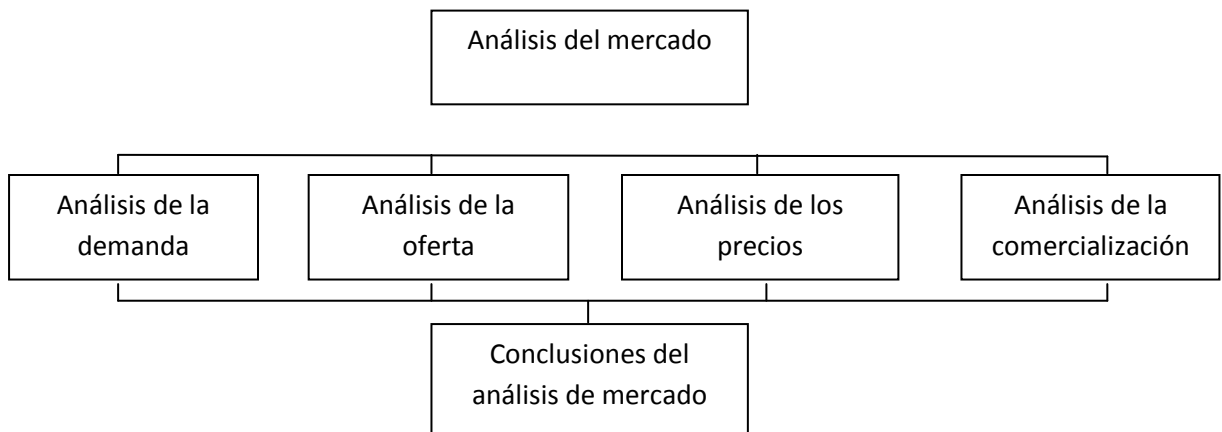 Análisis del mercado
Análisis de la
demanda
Análisis de la
oferta
Análisis de los
precios
Análisis de la
comercialización
Conclusiones del
análisis de mercado